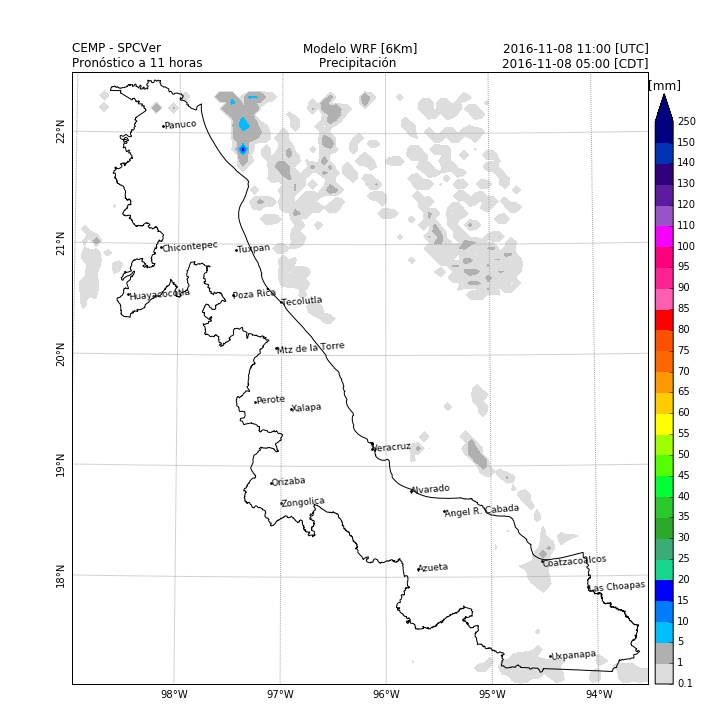 CEMP - SPCVer
Modelo WRF [6Km]
2016-11-08 11:00 [UTC]
Pronóstico a 11 horas
Precipitación
2016-11-08 05:00 [CDT]
[mm]
250
150
140
130
120
110
100
95
90
85
80
75
70
65
60
55
50
45
40
35
30
25
20
15
10
5
1
0.1
22°N
21°N
20°N
19°N
18°N
Panuco
Chicontepec
Tuxpan
Huayacocotla
Poza Rica
Tecolutla
Mtz de la Torre
Perote
Xalapa
Veracruz
Orizaba
Alvarado
Zongolica
Angel R. Cabada
Coatzacoalcos
Azueta
Las Choapas
Uxpanapa
98°W
97°W
96°W
95°W
94°W